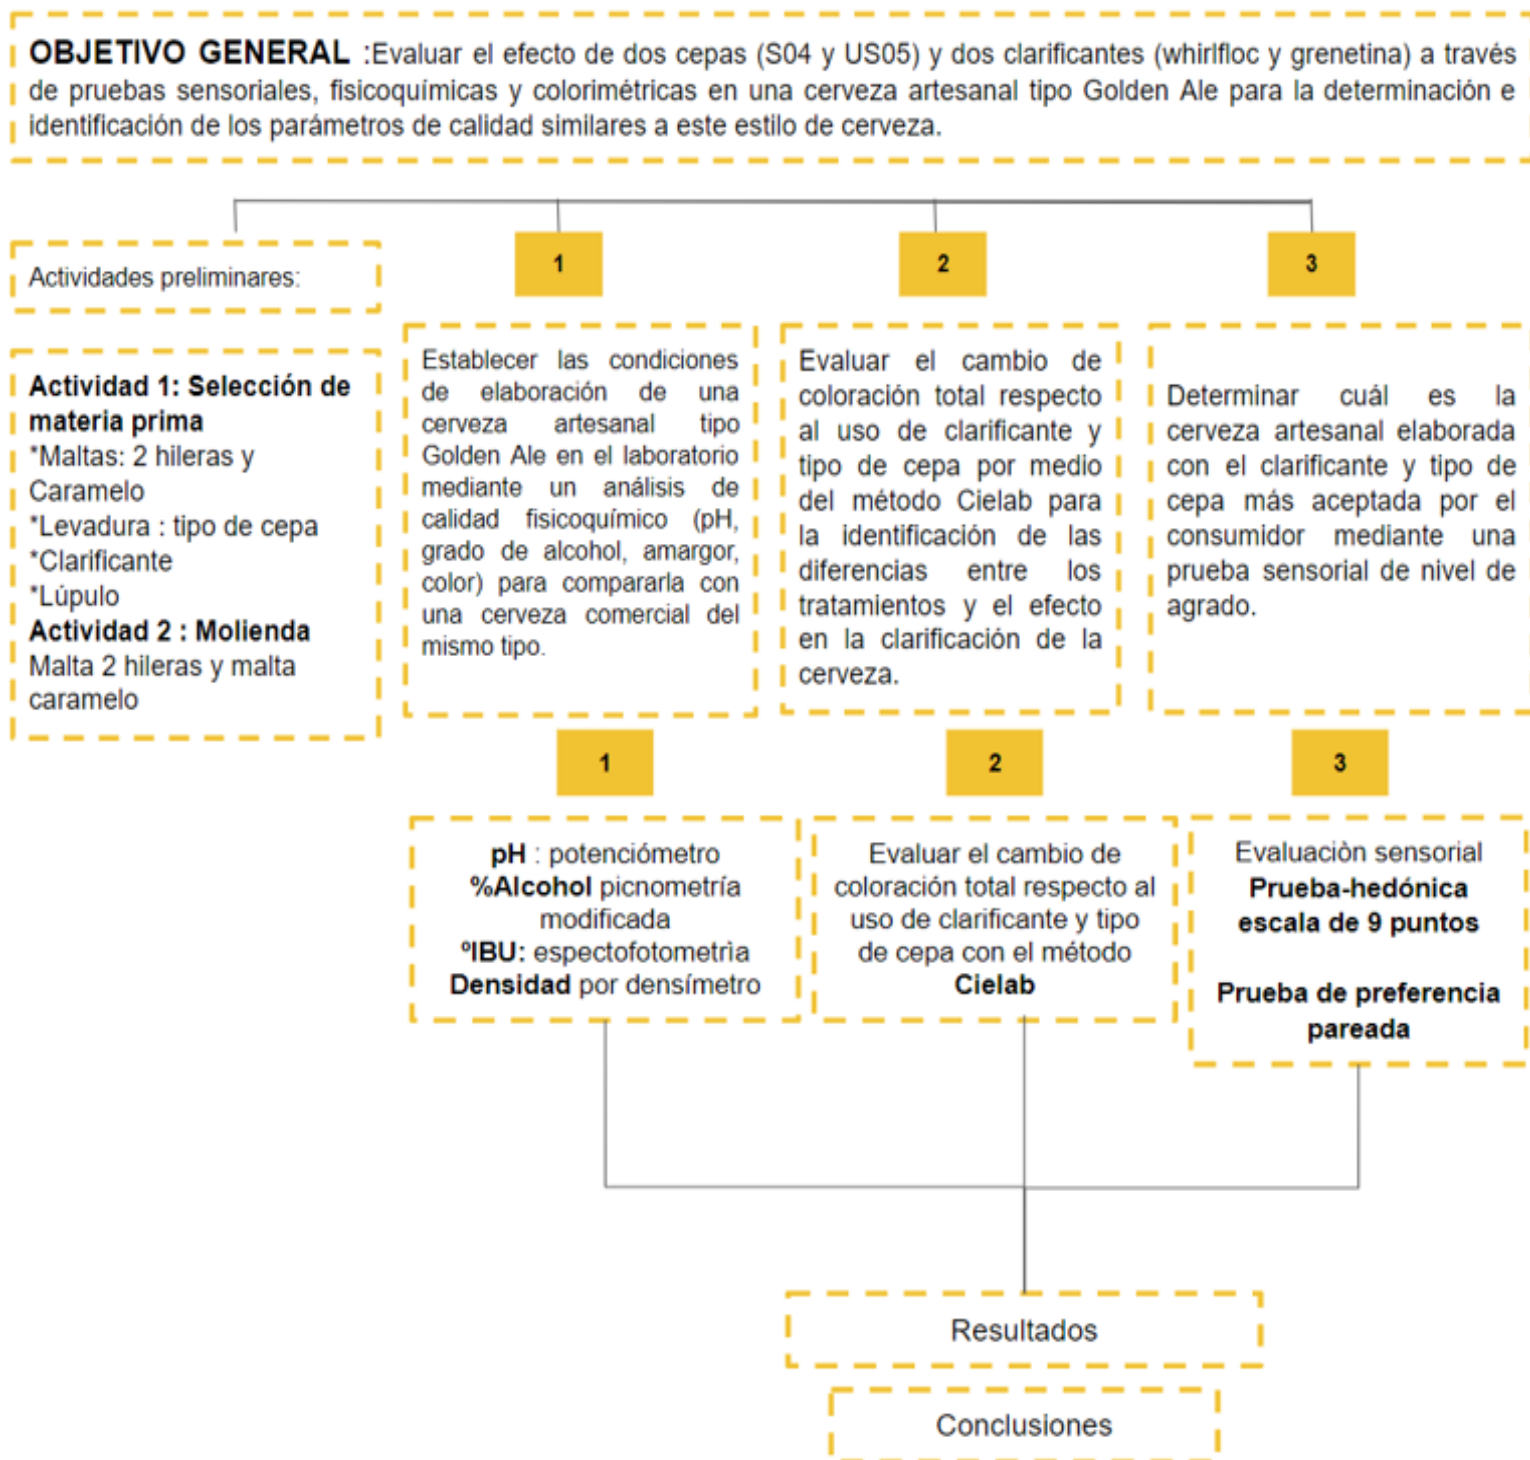 OBJETIVO GENERAL :Evaluar el efecto de dos cepas (S04 y US05) y dos clarificantes (whirlfloc y grenetina) a través
de pruebas sensoriales, fisicoquímicas y colorimétricas en una cerveza artesanal tipo Golden Ale para la determinación e
identificación de los parámetros de calidad similares a este estilo de cerveza.
Actividades preliminares:
Actividad 1: Selección de
materia prima
*Maltas: 2 hileras y
Caramelo
*Levadura : tipo de cepa
*Clarificante
*Lúpulo
Actividad 2 : Molienda
Malta 2 hileras y malta
caramelo
1
Establecer las condiciones
de elaboración de una
cerveza artesanal tipo
Golden Ale en el laboratorio
mediante un análisis de
calidad fisicoquímico (pH,
grado de alcohol, amargor,
color) para compararla con
una cerveza comercial del
mismo tipo.
2
Evaluar el cambio de
coloración total respecto
al uso de clarificante y
tipo de cepa por medio
del método Cielab para
la identificación de las
diferencias entre los
tratamientos y el efecto
en la clarificación de la
cerveza.
3
Determinar cuál es la
cerveza artesanal elaborada
con el clarificante y tipo de
cepa más aceptada por el
consumidor mediante una
prueba sensorial de nivel de
agrado.
1
pH : potenciómetro
%Alcohol picnometría
modificada
ºIBU: espectofotometrìa
Densidad por densímetro
2
Evaluar el cambio de
coloración total respecto al
uso de clarificante y tipo
de cepa con el método
Cielab
3
Evaluaciòn sensorial
Prueba-hedónica
escala de 9 puntos
Prueba de preferencia
pareada
Resultados
Conclusiones